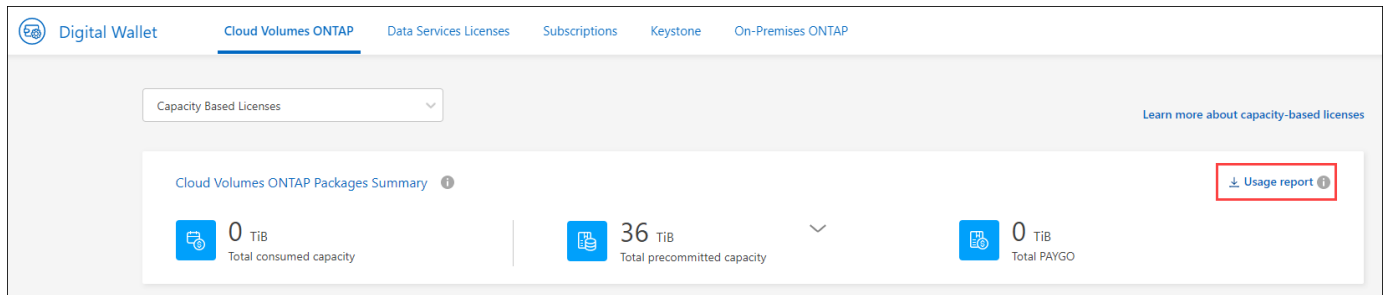 Digital Wallet
Cloud Volumes ONTAP
Data Services Licenses
Subscriptions
Keystone
On-Premises ONTAP
Capacity Based Licenses
Learn more about capacity-based licenses
Cloud Volumes ONTAP Packages Summary
Usage report
0 TiB
Total consumed capacity
36 TiB
Total precommitted capacity
0 TiB
Total PAYGO